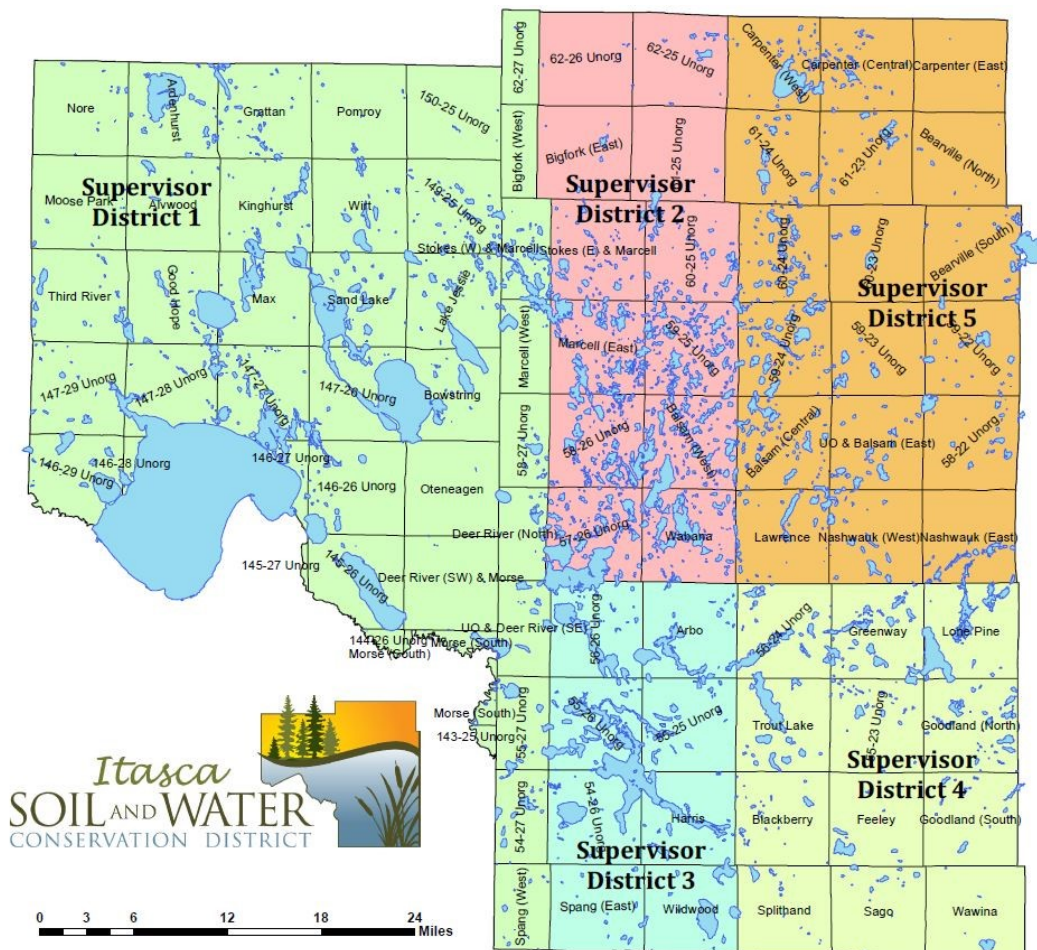 62-27 Unorg
62-26 Unorg
62-25 Unorg
Carpenter (West)
Carpenter (Central)
Carpenter (East)
Nore
Ardenhurst
Grattan
Pomroy
150-25 Unorg
Bigfork (West)
Bigfork (East)
61-24 Unorg
61-23 Unorg
Bearville (North)
Supervisor
District 1
Supervisor
District 2
Moose Park
Alvwood
Kinghurst
Wirt
149-25 Unorg
Stokes (W) & Marcell
Stokes (E) & Marcell
60-25 Unorg
60-24 Unorg
Bearville (South)
Third River
Good Hope
Max
Sand Lake
Lake Jessie
Marcell (West)
Marcell (East)
59-25 Unorg
59-24 Unorg
Supervisor
District 5
59-23 Unorg
59-22 Unorg
147-29 Unorg
147-28 Unorg
147-27 Unorg
147-26 Unorg
Bowstring
58-27 Unorg
58-26 Unorg
Balsam (West)
Balsam (Central)
UO & Balsam (East)
58-22 Unorg
146-29 Unorg
146-28 Unorg
146-27 Unorg
146-26 Unorg
Oteneagen
Deer River (North)
57-26 Unorg
Wabana
Lawrence
Nashwauk (West)
Nashwauk (East)
145-27 Unorg
145-26 Unorg
Deer River (SW) & Morse
144-26 Unorg
Morse (South)
Morse (South)
UO & Deer River (SE)
56-26 Unorg
Arbo
56-24 Unorg
Greenway
Lone Pine
Morse (South)
143-25 Unorg
55-27 Unorg
55-26 Unorg
55-25 Unorg
Trout Lake
Goodland (North)
Supervisor
District 4
54-27 Unorg
54-26 Unorg
Harris
Blackberry
Feeley
Goodland (South)
Supervisor
District 3
Spang (West)
Spang (East)
Wildwood
Splithand
Sago
Wawina
Itasca
SOIL AND WATER
CONSERVATION DISTRICT
0 3 6 12 18 24
Miles